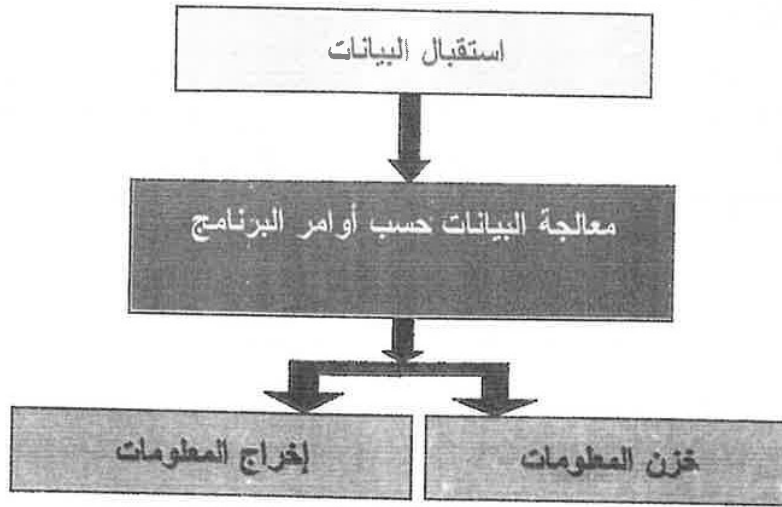 استقبال البيانات
معالجة البيانات حسب أوامر البرنامج
خزن المعلومات
إخراج المعلومات